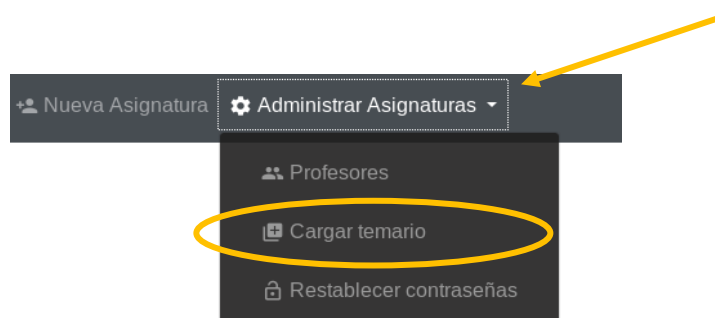 Nueva Asignatura Administrar Asignaturas
Profesores
Cargar temario
Restablecer contraseñas